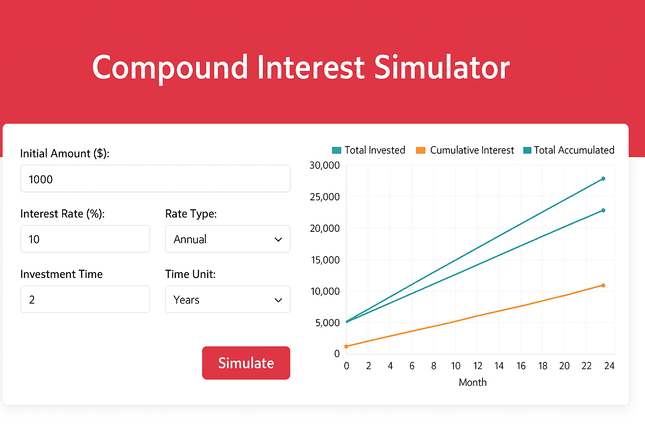 Compound Interest Simulator
Initial Amount ($):
1000
Interest Rate (%):
Rate Type:
10
Annual
Investment Time
Time Unit:
2
Years
Simulate
Total Invested Cumulative Interest Total Accumulated
30,000
25,000
20,000
15,000
10,000
5,000
0
0 2 4 6 8 10 12 14 16 18 20 22 24
Month